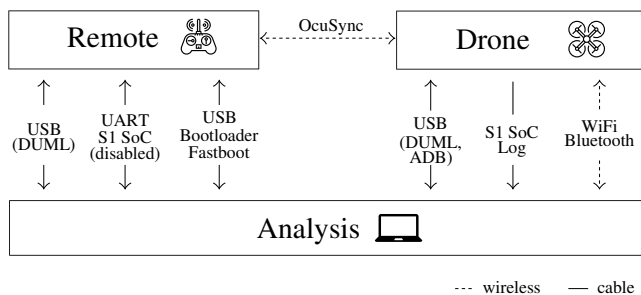 OcuSync
Remote
Drone
USB
(DUML)
UART
S1 SoC
(disabled)
USB
Bootloader
Fastboot
USB
(DUML,
ADB)
S1 SoC
Log
WiFi
Bluetooth
Analysis
wireless
cable